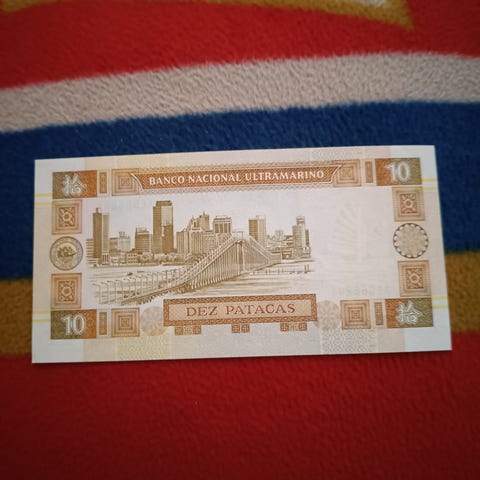 拾 BANCO NACIONAL ULTRAMARINO 10
10 DEZ PATACAS 拾